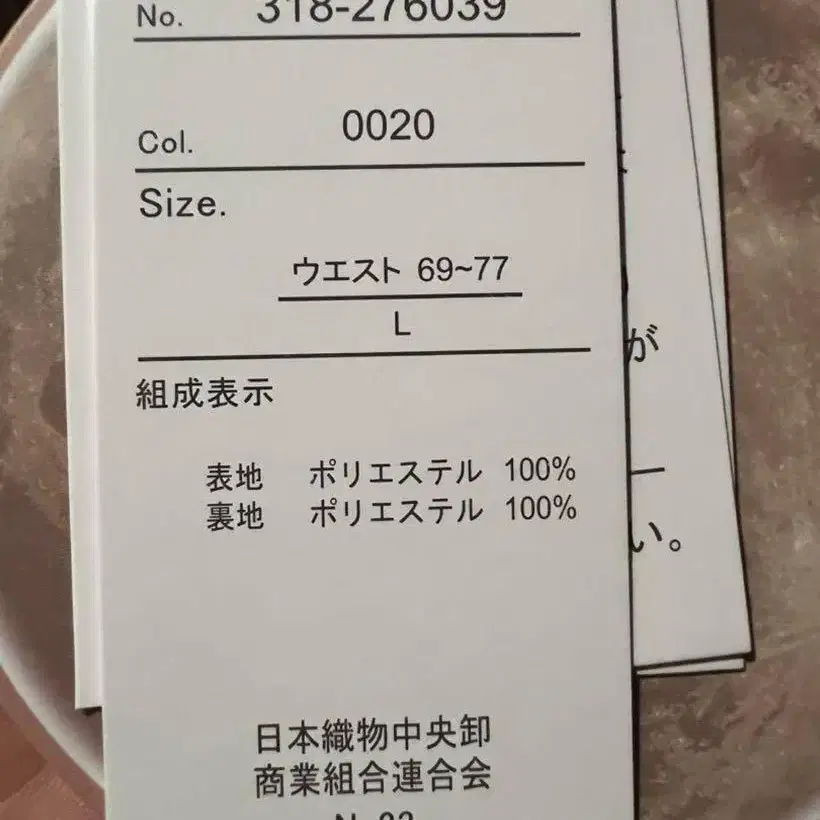 No. 318-276039
Col. 0020
Size.
ウエスト 69~77
L
組成表示
表地 ポリエステル 100%
裏地 ポリエステル 100%
日本織物中央卸
商業組合連合会
が
ー
い。